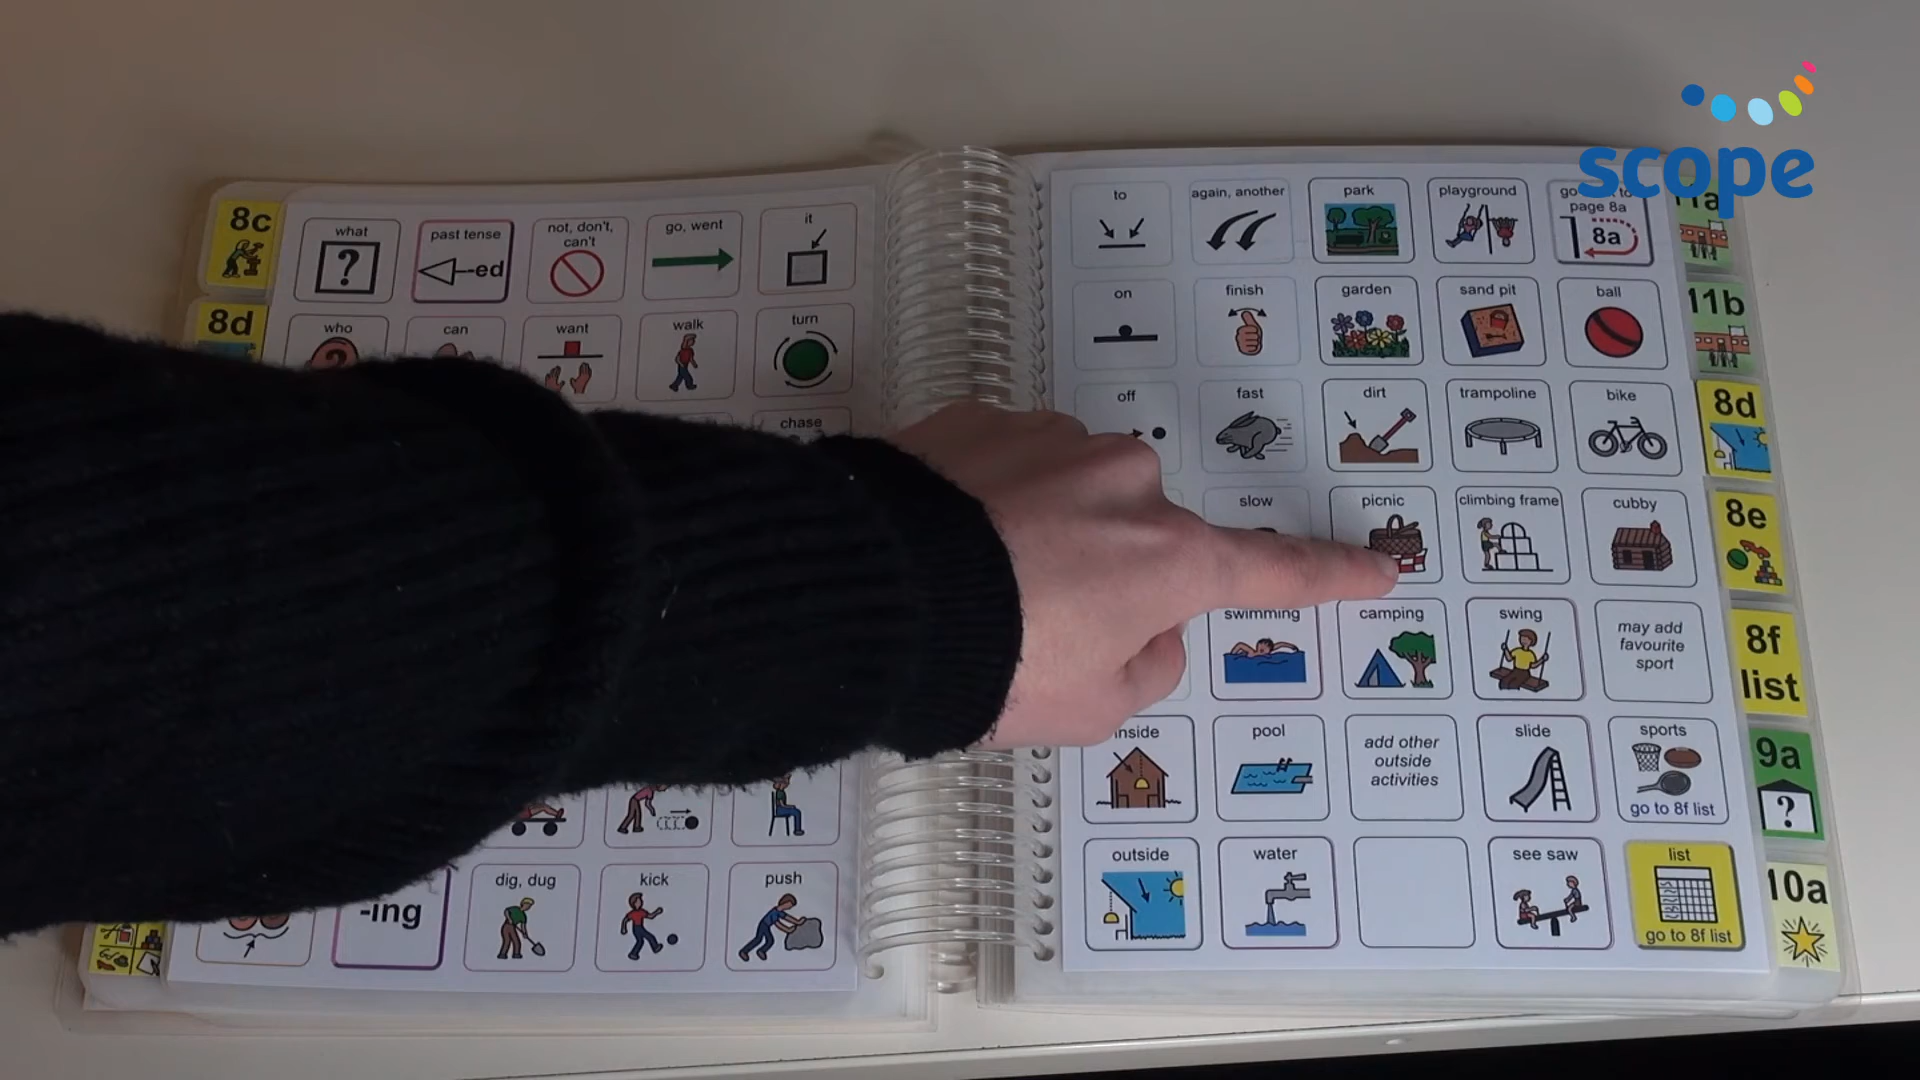 scope
8c
8d
what
past tense
-ed
not, don't,
can't
go, went
it
who
can
want
walk
turn
chase
-ing
dig, dug
kick
push
to
again, another
park
playground
page 8a
8a
on
finish
garden
sand pit
ball
off
fast
dirt
trampoline
bike
slow
picnic
climbing frame
cubby
swimming
camping
swing
may add
favourite
sport
inside
pool
add other
outside
activities
slide
sports
go to 8f list
outside
water
see saw
list
go to 8f list
11a
11b
8d
8e
8f
list
9a
10a